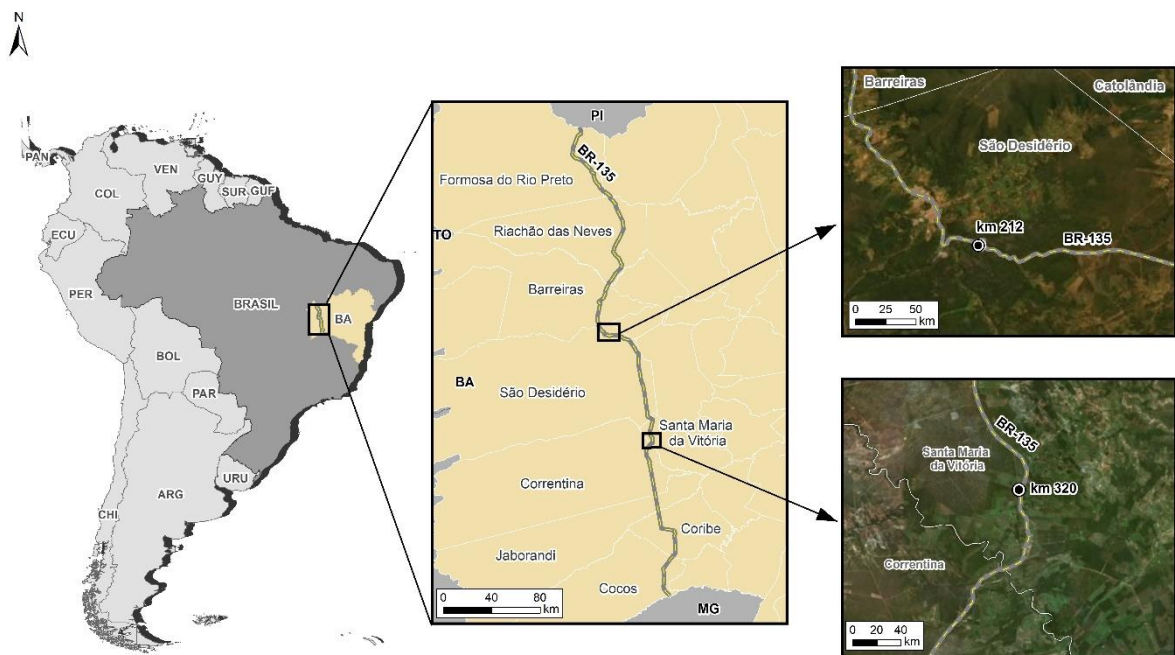 N
PAN
VEN
GUY
SUR
GUF
COL
ECU
PER
BRASIL
BA
BOL
PAR
CHI
ARG
URU
PI
BR-135
Formosa do Rio Preto
TO
Riachão das Neves
Barreiras
BA
São Desidério
Santa Maria
da Vitória
Correntina
Coribe
Jaborandi
Cocos
MG
0 40 80
km
Barreiras
Catolândia
São Desidério
km 212
BR-135
0 25 50
km
BR-135
Santa Maria
da Vitória
km 320
Correntina
0 20 40
km